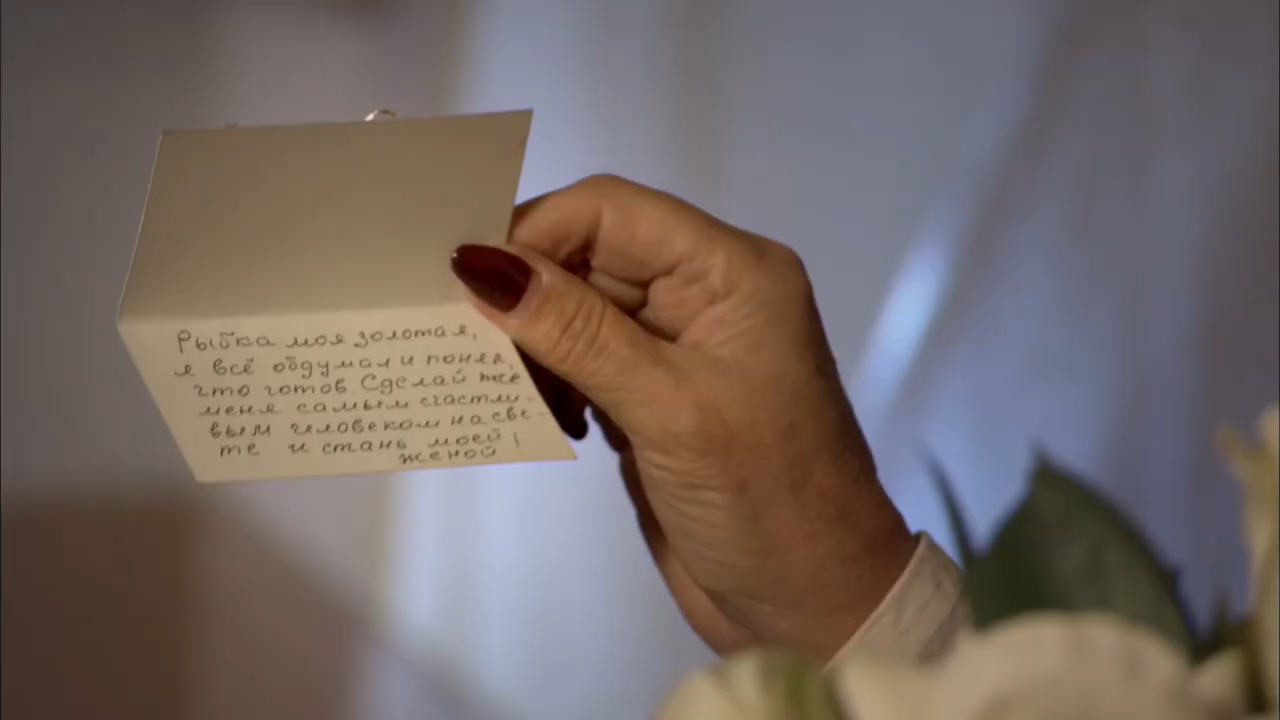 Рыбка моя золотая,
я всё обдумал и понял,
что готов Сделай же
меня самым счастли-
вым человеком на све-
те и стань моей
женой!